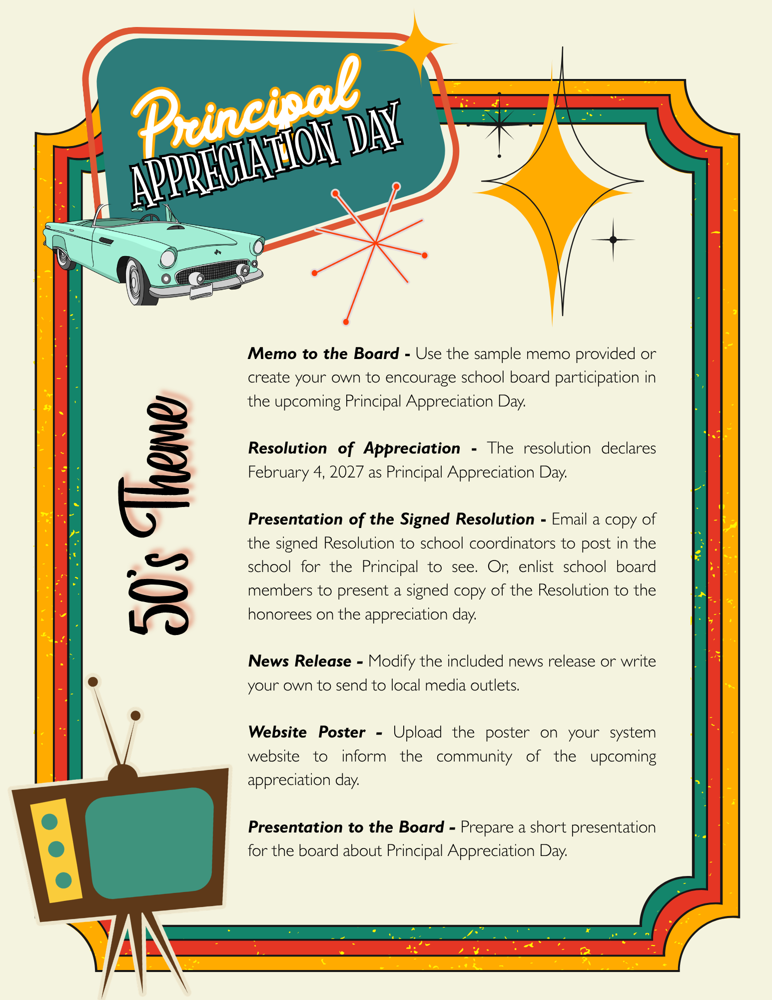 Principal
APPRECIATION DAY
50's Theme
Memo to the Board - Use the sample memo provided or
create your own to encourage school board participation in
the upcoming Principal Appreciation Day.
Resolution of Appreciation - The resolution declares
February 4, 2027 as Principal Appreciation Day.
Presentation of the Signed Resolution - Email a copy of
the signed Resolution to school coordinators to post in the
school for the Principal to see. Or, enlist school board
members to present a signed copy of the Resolution to the
honorees on the appreciation day.
News Release - Modify the included news release or write
your own to send to local media outlets.
Website Poster - Upload the poster on your system
website to inform the community of the upcoming
appreciation day.
Presentation to the Board - Prepare a short presentation
for the board about Principal Appreciation Day.